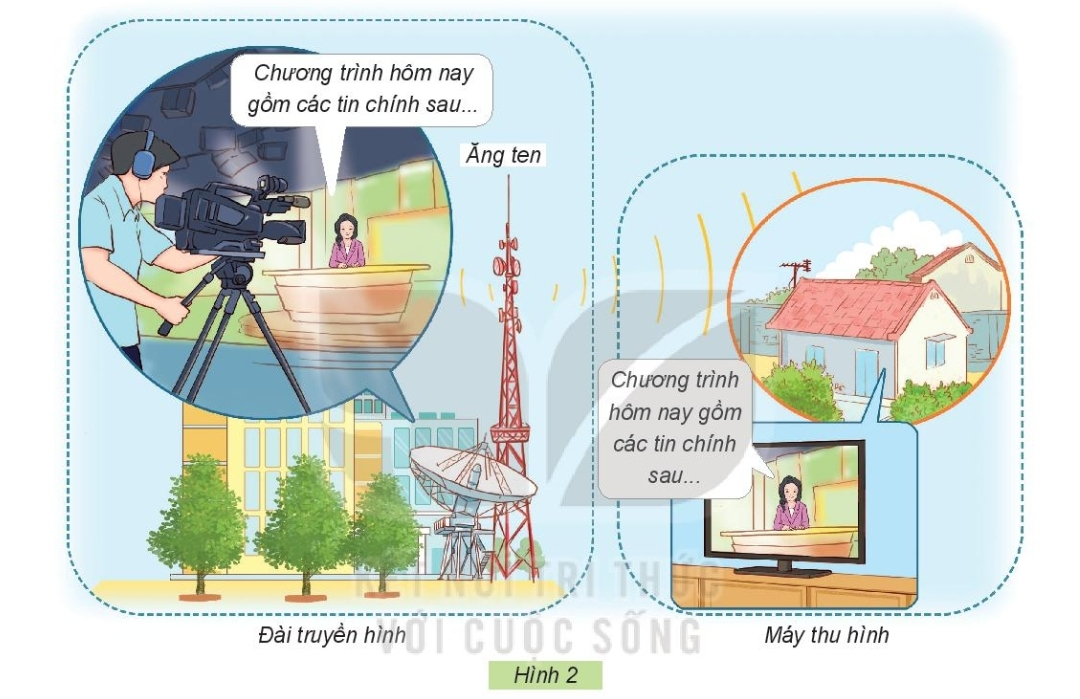 Chương trình hôm nay
gồm các tin chính sau...
Ăng ten
Chương trình
hôm nay gồm
các tin chính
sau...
KẾT NỐI TRI THỨC
VỚI CUỘC SỐNG
Đài truyền hình
Máy thu hình
Hình 2